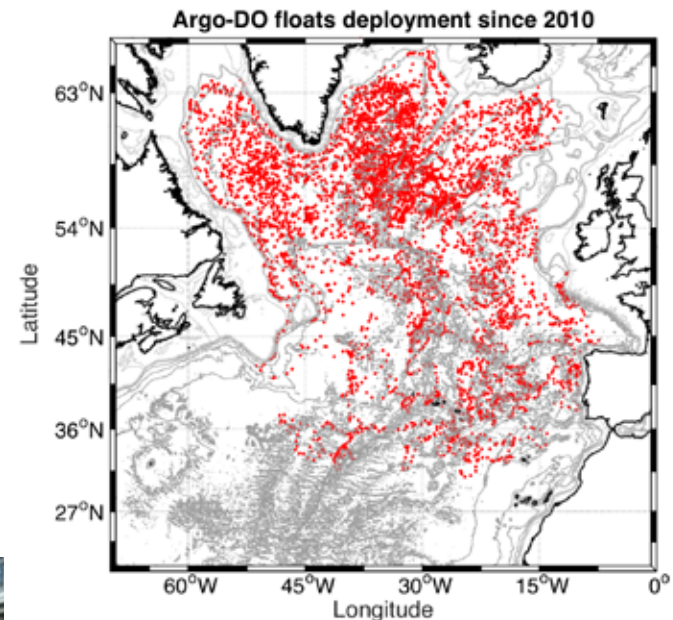 Argo-DO floats deployment since 2010
63°N
54°N
45°N
36°N
27°N
Latitude
60°W 45°W 30°W 15°W 0°
Longitude